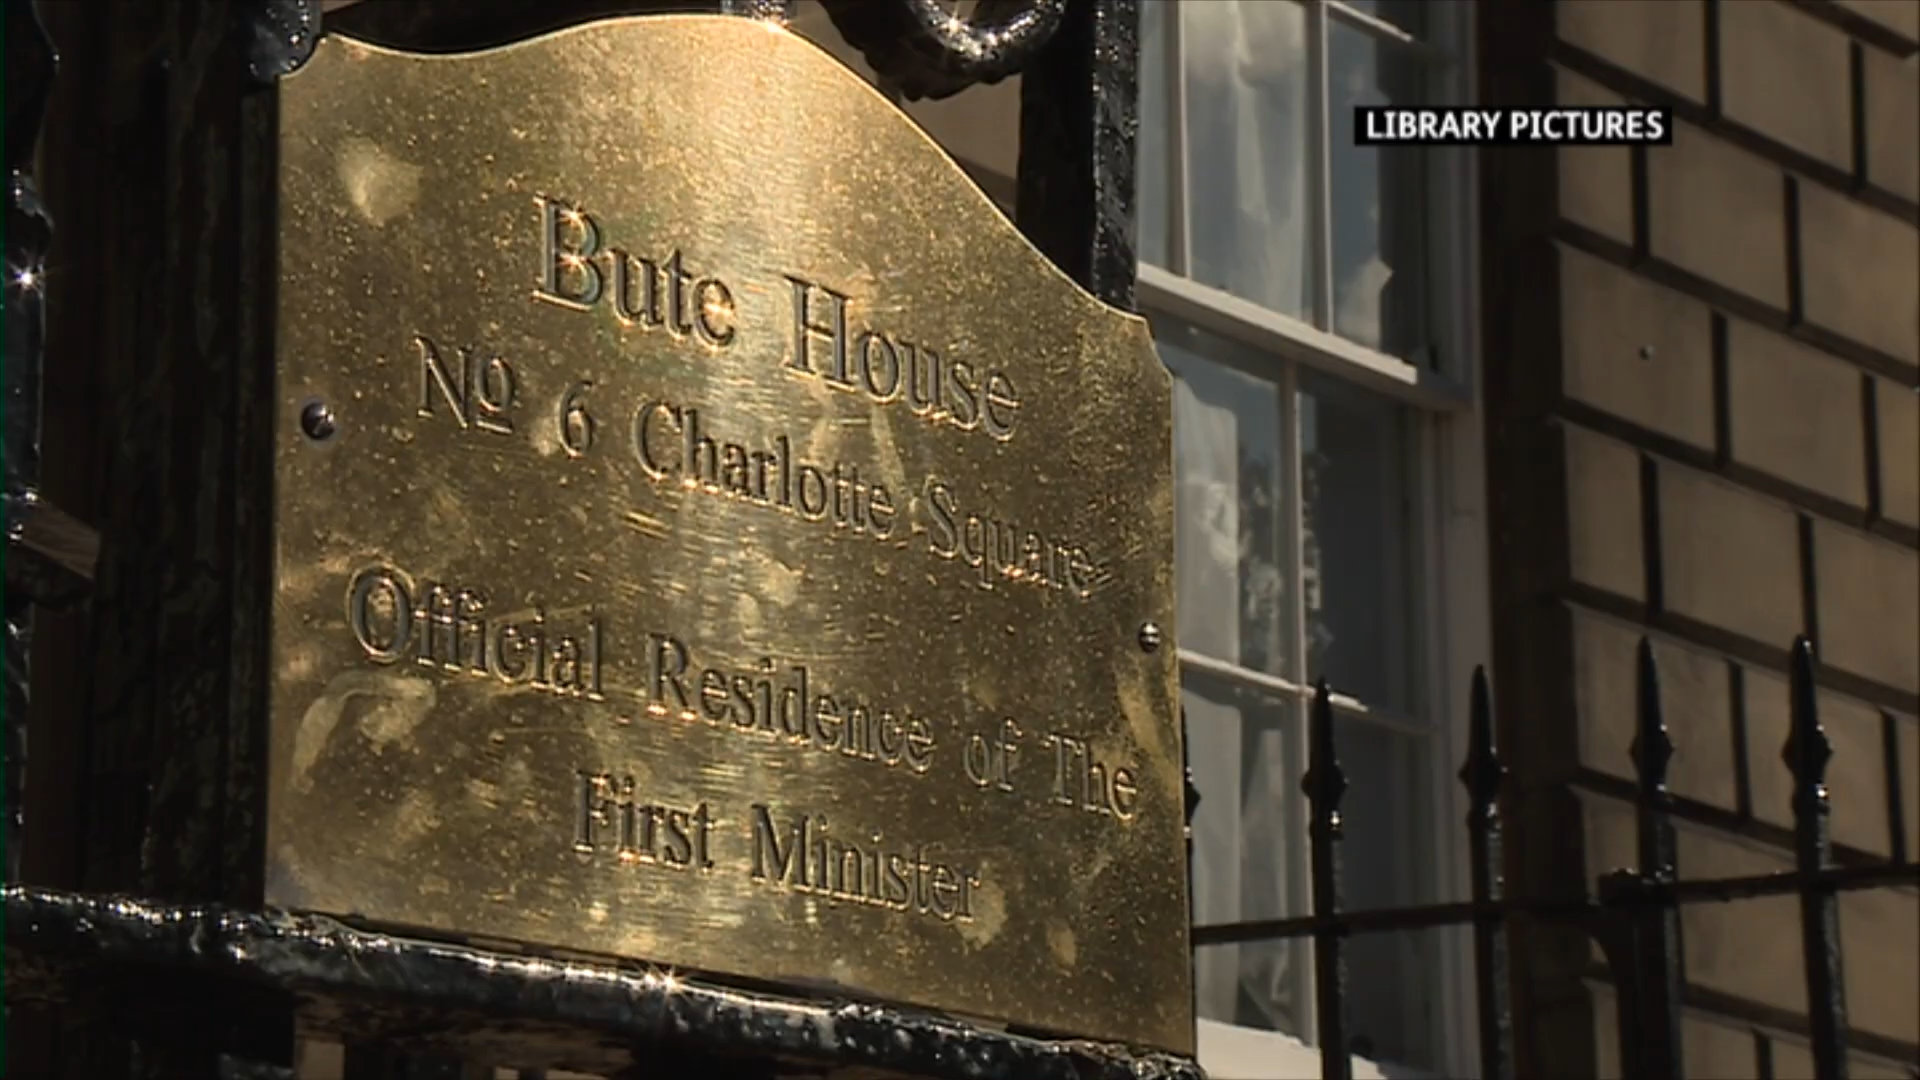 LIBRARY PICTURES
Bute House
Nº 6 Charlotte Square
Official Residence of The
First Minister